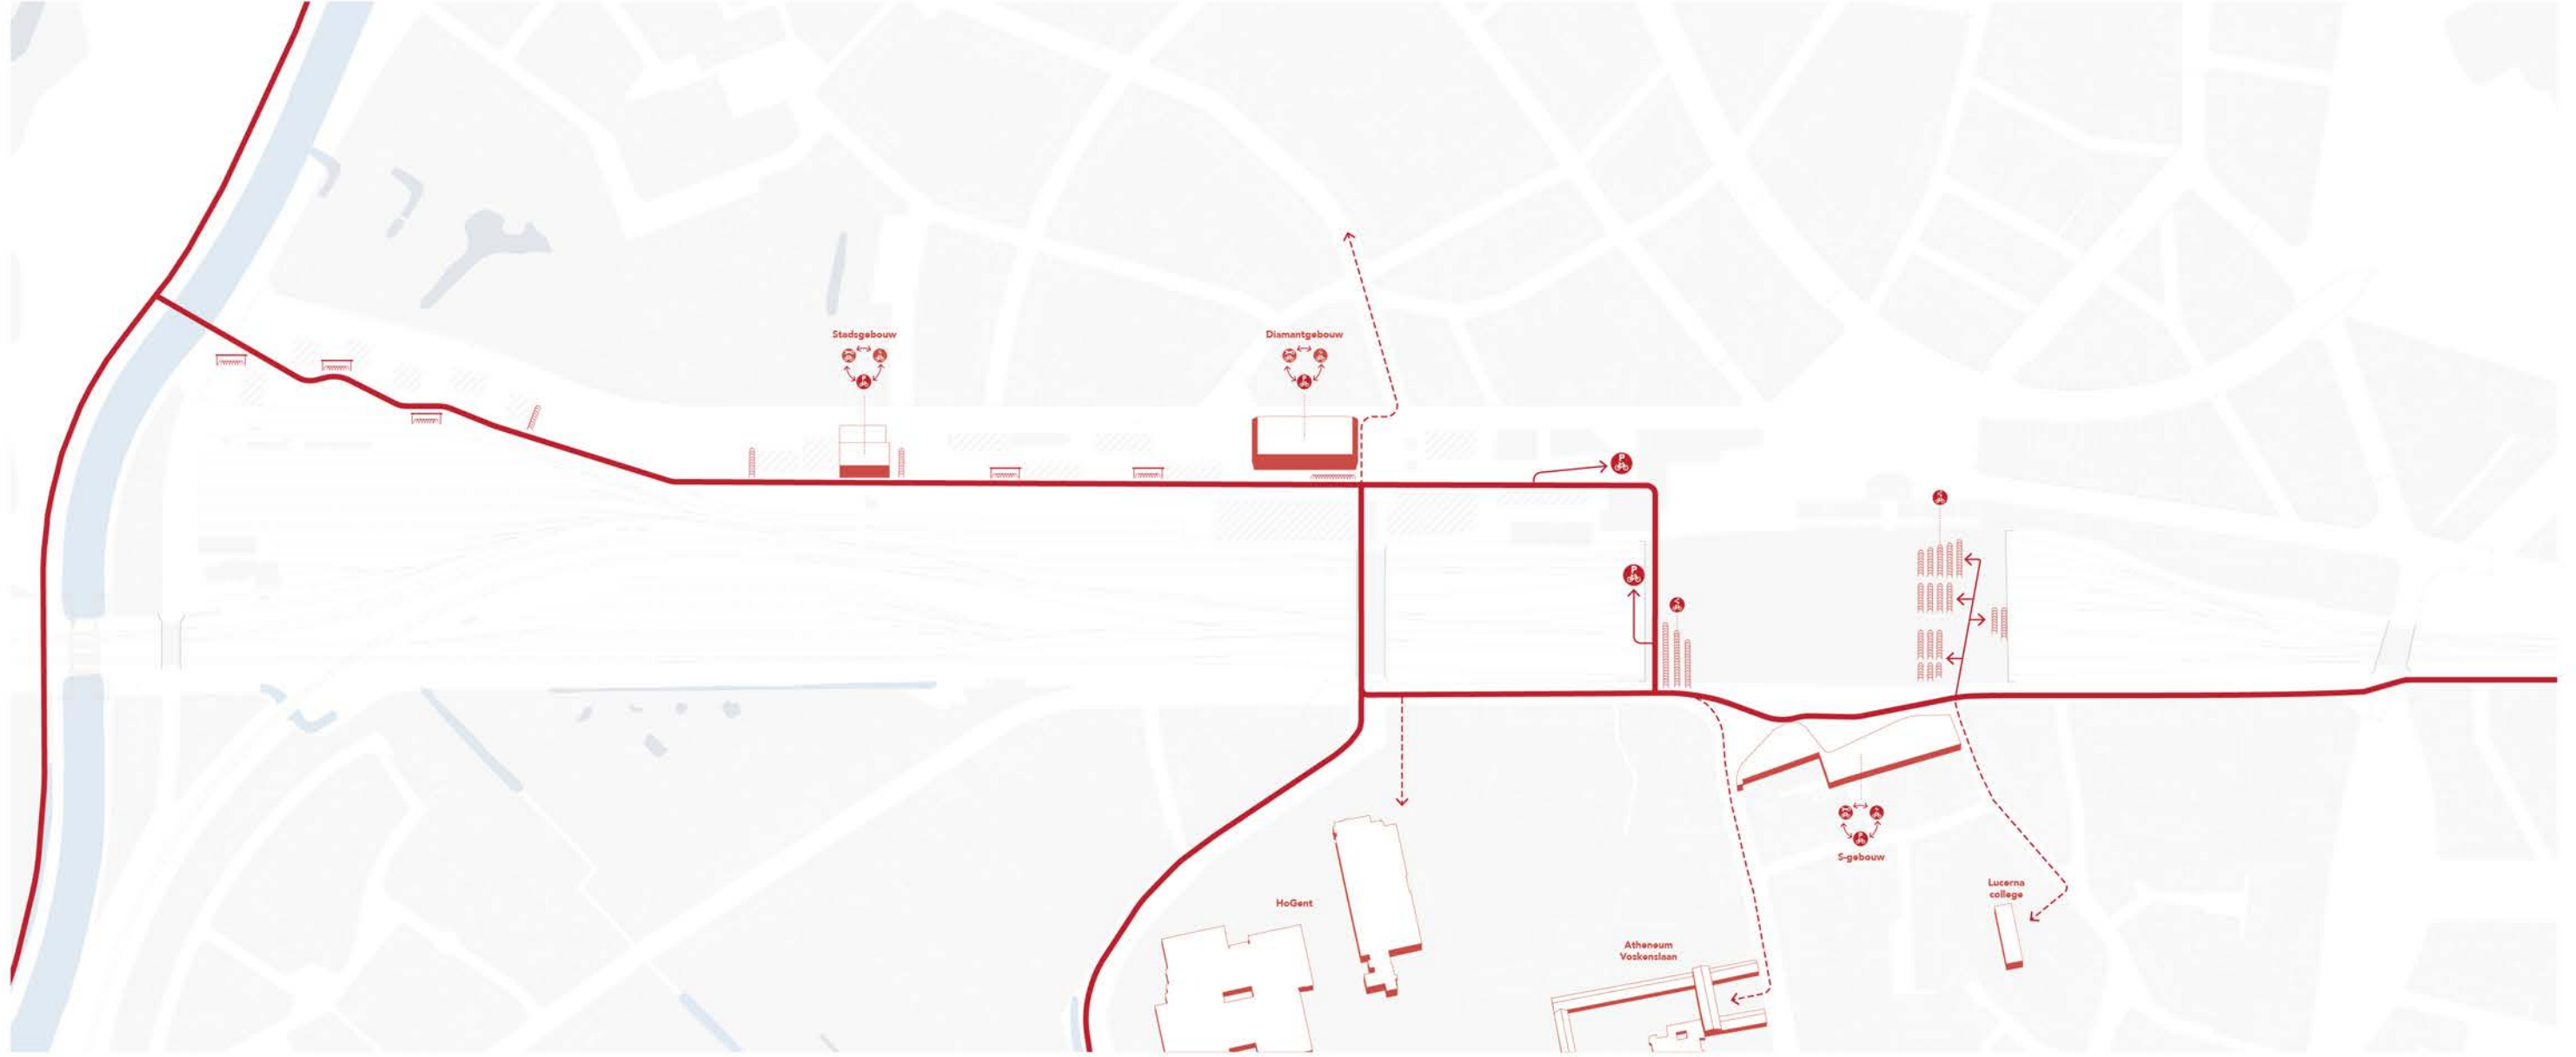 Stadsgebouw
Diamantgebouw
P
P
P
P
S-gebouw
P
HoGent
Lucerna
college
Atheneum
Voskenslaan